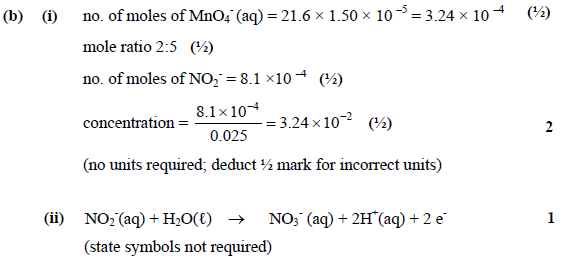 (b) (i) no. of moles of MnO₄⁻(aq) = 21.6 × 1.50 × 10⁻⁵ = 3.24 × 10⁻⁴ (½)
mole ratio 2:5 (½)
no. of moles of NO₂⁻ = 8.1 ×10⁻⁴ (½)
concentration = 8.1×10⁻⁴ / 0.025 = 3.24×10⁻² (½) 2
(no units required; deduct ½ mark for incorrect units)
(ii) NO₂⁻(aq) + H₂O(ℓ) → NO₃⁻ (aq) + 2H⁺(aq) + 2 e⁻ 1
(state symbols not required)